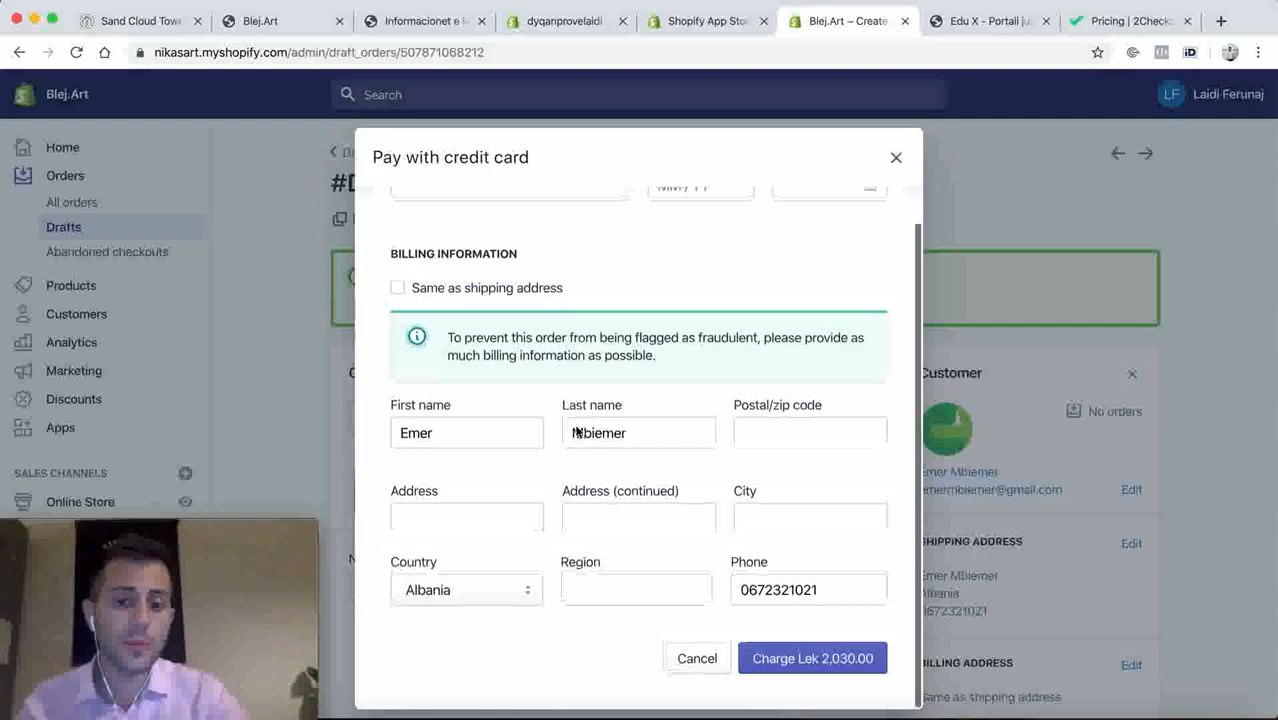 Sand Cloud Tow
Blej.Art
Informacionet e
dyqanprovelaidi
Shopify App Sto
Blej.Art ~ Create
Edu X - Portali ju
Pricing | 2Checko
nikasart.myshopify.com/admin/draft_orders/507871068212
iD
Blej.Art
Search
LF
Laidi Ferunaj
Home
Orders
All orders
Drafts
Abandoned checkouts
Products
Customers
Analytics
Marketing
Discounts
Apps
SALES CHANNELS
Online Store
Pay with credit card
MM / YY
BILLING INFORMATION
Same as shipping address
To prevent this order from being flagged as fraudulent, please provide as
much billing information as possible.
First name
Last name
Postal/zip code
Emer
Mbiemer
Address
Address (continued)
City
Country
Region
Phone
Albania
0672321021
Cancel
Charge Lek 2,030.00
Customer
No orders
Emer Mbiemer
emermbiemer@gmail.com
Edit
SHIPPING ADDRESS
Edit
Emer Mbiemer
Albania
0672321021
BILLING ADDRESS
Edit
Same as shipping address